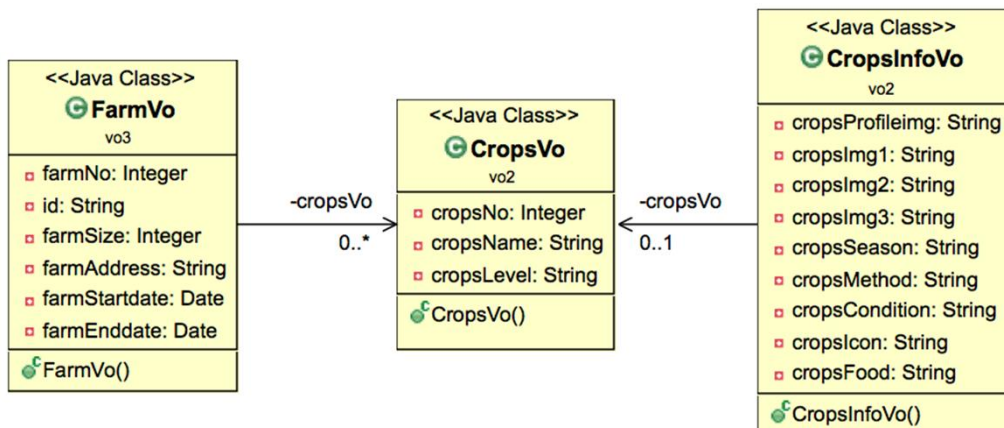 <<Java Class>>
FarmVo
vo3
farmNo: Integer
id: String
farmSize: Integer
farmAddress: String
farmStartdate: Date
farmEnddate: Date
FarmVo()
-cropsVo
0..*
<<Java Class>>
CropsVo
vo2
cropsNo: Integer
cropsName: String
cropsLevel: String
CropsVo()
-cropsVo
0..1
<<Java Class>>
CropsInfoVo
vo2
cropsProfileimg: String
cropsImg1: String
cropsImg2: String
cropsImg3: String
cropsSeason: String
cropsMethod: String
cropsCondition: String
cropsIcon: String
cropsFood: String
CropsInfoVo()